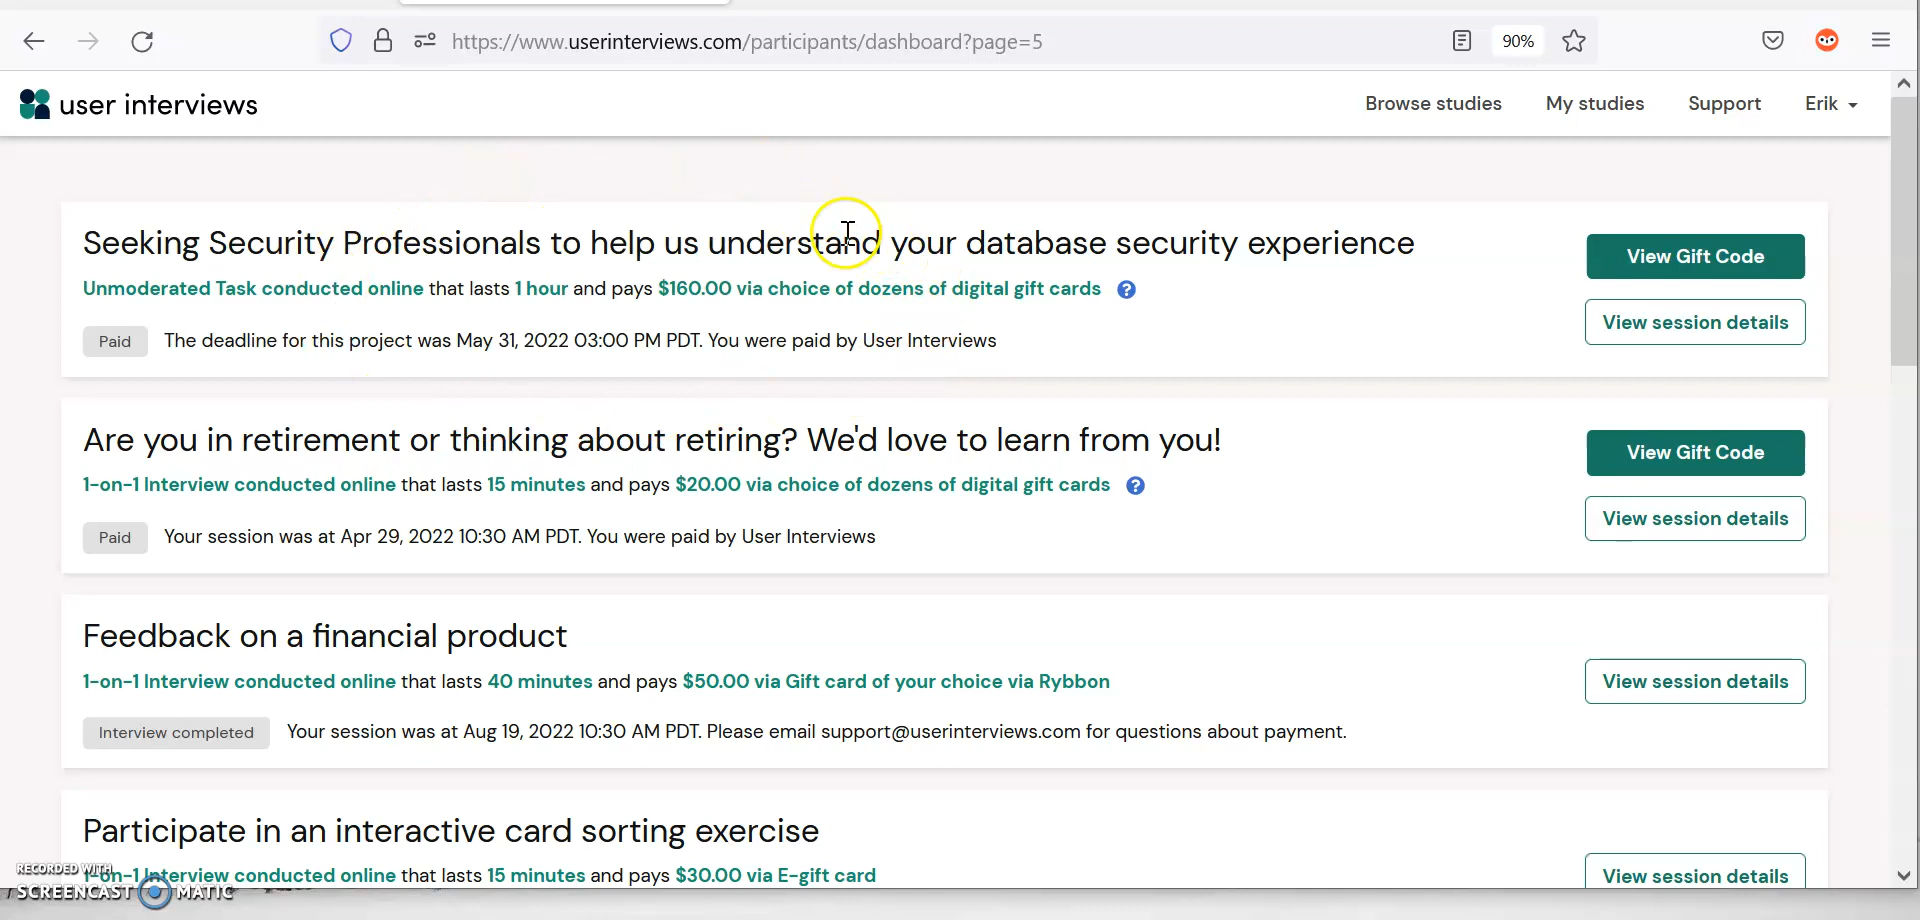 https://www.userinterviews.com/participants/dashboard?page=5
90%
user interviews
Browse studies
My studies
Support
Erik
Seeking Security Professionals to help us understand your database security experience
View Gift Code
Unmoderated Task conducted online that lasts 1 hour and pays $160.00 via choice of dozens of digital gift cards ?
View session details
Paid The deadline for this project was May 31, 2022 03:00 PM PDT. You were paid by User Interviews
Are you in retirement or thinking about retiring? We'd love to learn from you!
View Gift Code
1-on-1 Interview conducted online that lasts 15 minutes and pays $20.00 via choice of dozens of digital gift cards ?
View session details
Paid Your session was at Apr 29, 2022 10:30 AM PDT. You were paid by User Interviews
Feedback on a financial product
1-on-1 Interview conducted online that lasts 40 minutes and pays $50.00 via Gift card of your choice via Rybbon
View session details
Interview completed Your session was at Aug 19, 2022 10:30 AM PDT. Please email support@userinterviews.com for questions about payment.
Participate in an interactive card sorting exercise
1-on-1 Interview conducted online that lasts 15 minutes and pays $30.00 via E-gift card
View session details
RECORDED WITH
SCREENCAST MATIC